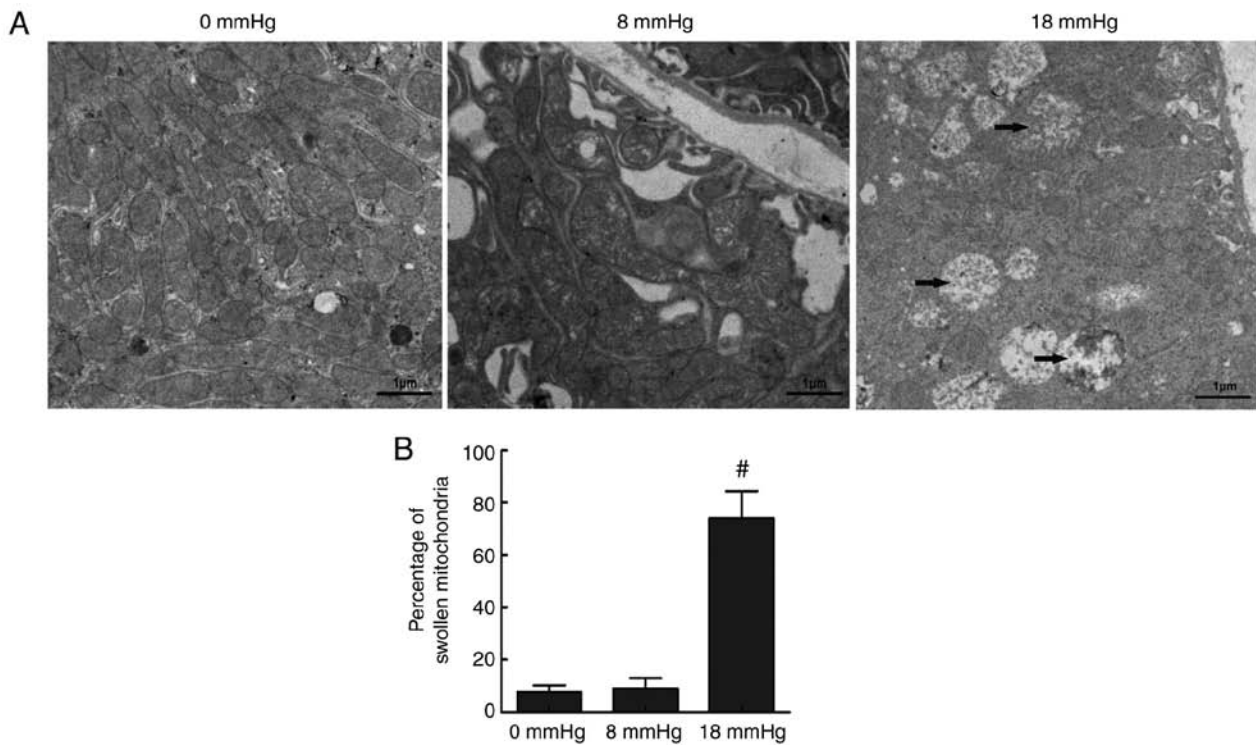 A
0 mmHg
8 mmHg
18 mmHg
1µm
1µm
1µm
B
Percentage of
swollen mitochondria
100
80
60
40
20
0
#
0 mmHg
8 mmHg
18 mmHg